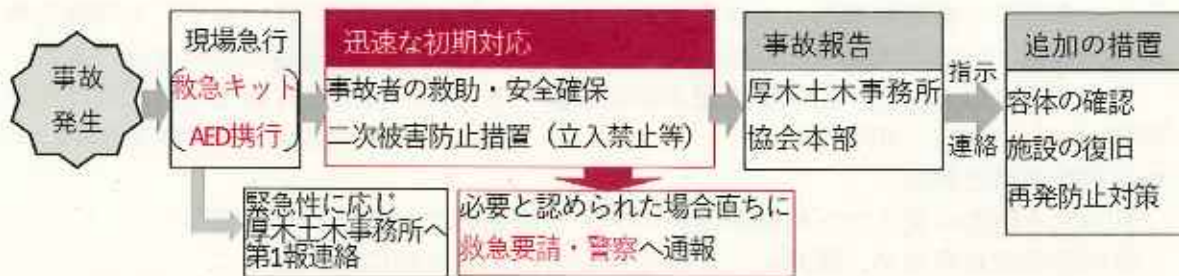 事故
発生
現場急行
救急キット
AED携行
迅速な初期対応
事故者の救助・安全確保
二次被害防止措置（立入禁止等）
事故報告
厚木土木事務所
協会本部
指示
連絡
追加の措置
容体の確認
施設の復旧
再発防止対策
緊急性に応じ
厚木土木事務所へ
第1報連絡
必要と認められた場合直ちに
救急要請・警察へ通報